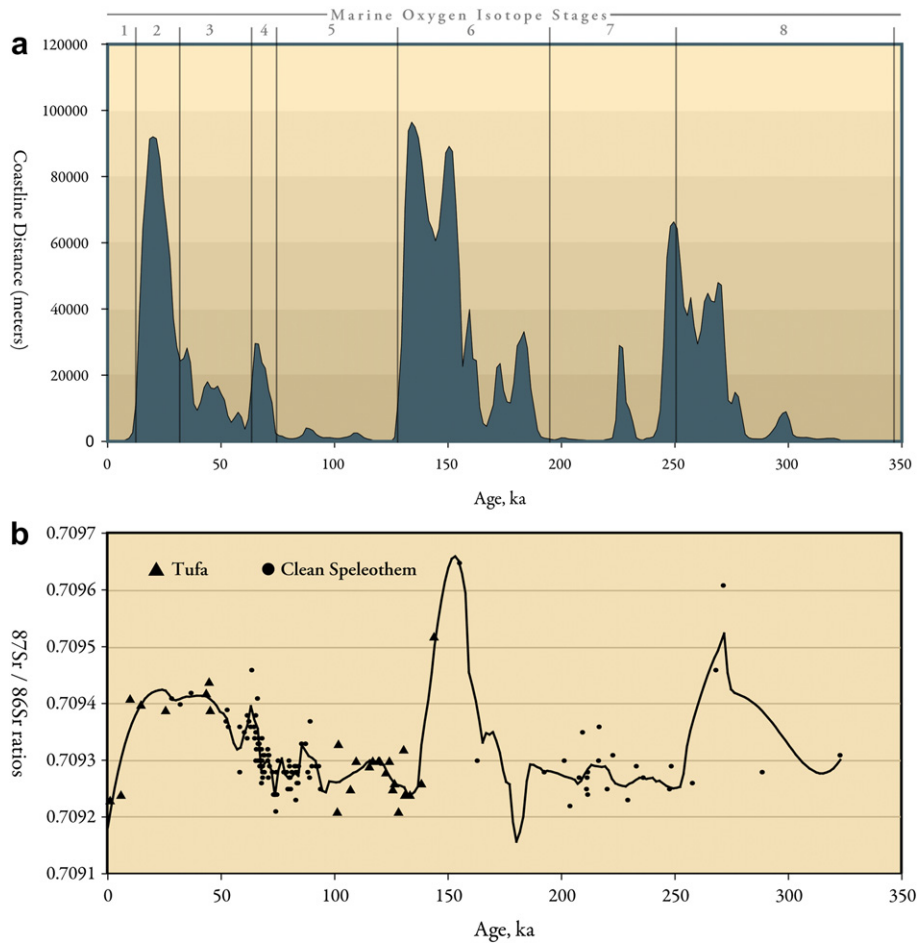 Marine Oxygen Isotope Stages
1 2 3 4 5 6 7 8
a
120000
100000
80000
60000
40000
20000
0
Coastline Distance (meters)
0 50 100 150 200 250 300 350
Age, ka
b
0.7097
0.7096
0.7095
0.7094
0.7093
0.7092
0.7091
87Sr / 86Sr ratios
Tufa Clean Speleothem
0 50 100 150 200 250 300 350
Age, ka